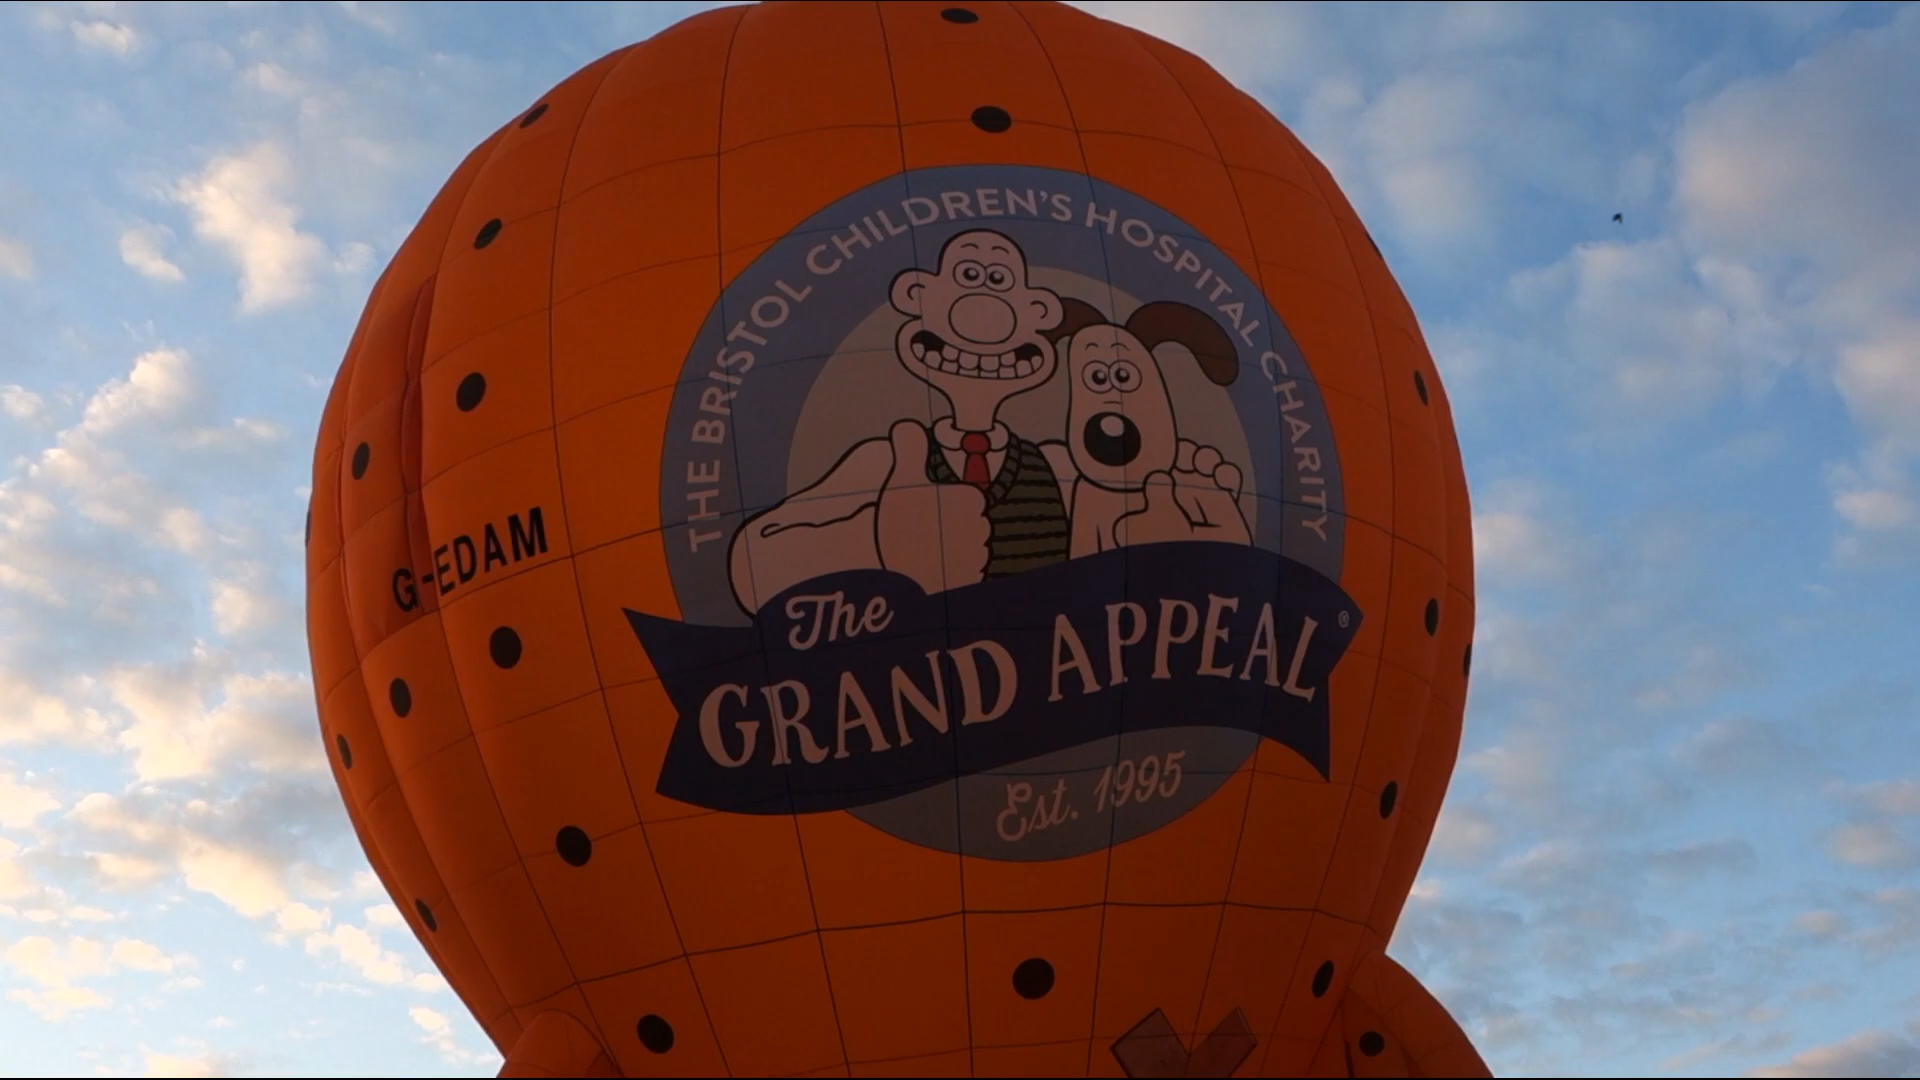 THE BRISTOL CHILDREN'S HOSPITAL CHARITY
G-EDAM
The
GRAND APPEAL®
Est. 1995